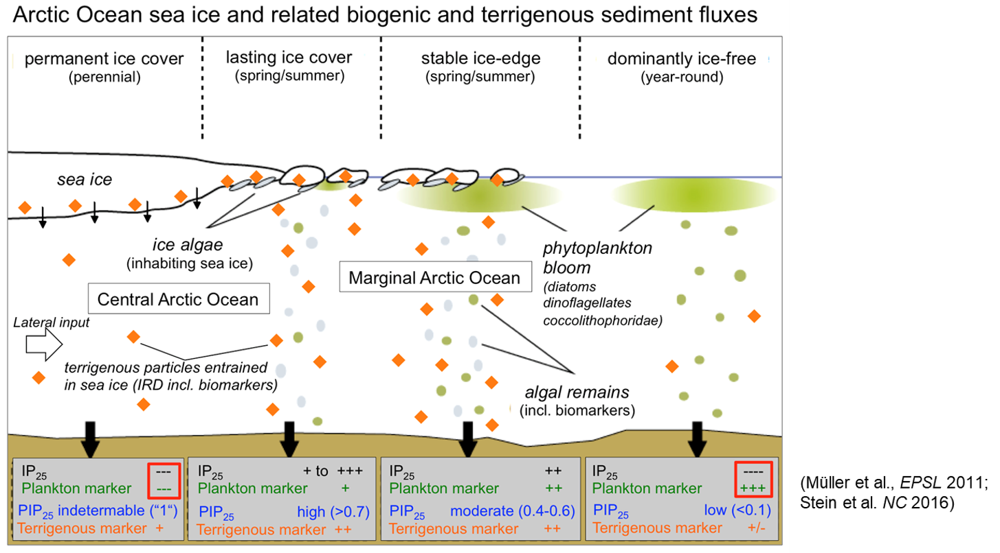 Arctic Ocean sea ice and related biogenic and terrigenous sediment fluxes
permanent ice cover
(perennial)
lasting ice cover
(spring/summer)
stable ice-edge
(spring/summer)
dominantly ice-free
(year-round)
sea ice
ice algae
(inhabiting sea ice)
phytoplankton
bloom
(diatoms
dinoflagellates
coccolithophoridae)
Marginal Arctic Ocean
Central Arctic Ocean
Lateral input
terrigenous particles entrained
in sea ice (IRD incl. biomarkers)
algal remains
(incl. biomarkers)
IP25 ---
Plankton marker ---
PIP25 indetermable ("1")
Terrigenous marker +
IP25 + to +++
Plankton marker +
PIP25 high (>0.7)
Terrigenous marker ++
IP25 ++
Plankton marker ++
PIP25 moderate (0.4-0.6)
Terrigenous marker ++
IP25 ----
Plankton marker +++
PIP25 low (<0.1)
Terrigenous marker +/-
(Müller et al., EPSL 2011;
Stein et al. NC 2016)